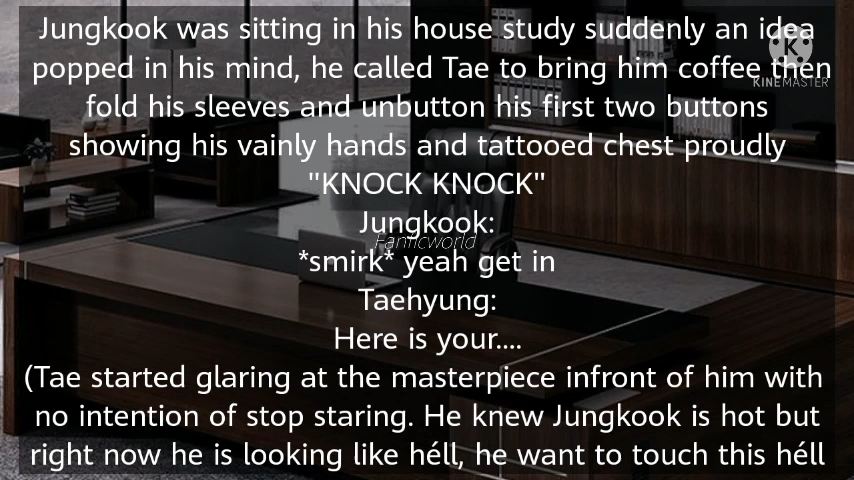 Jungkook was sitting in his house study suddenly an idea
popped in his mind, he called Tae to bring him coffee then
KINEMASTER
fold his sleeves and unbutton his first two buttons
showing his vainly hands and tattooed chest proudly
"KNOCK KNOCK"
Jungkook:
Fanficworld
*smirk* yeah get in
Taehyung:
Here is your....
(Tae started glaring at the masterpiece infront of him with
no intention of stop staring. He knew Jungkook is hot but
right now he is looking like héll, he want to touch this héll